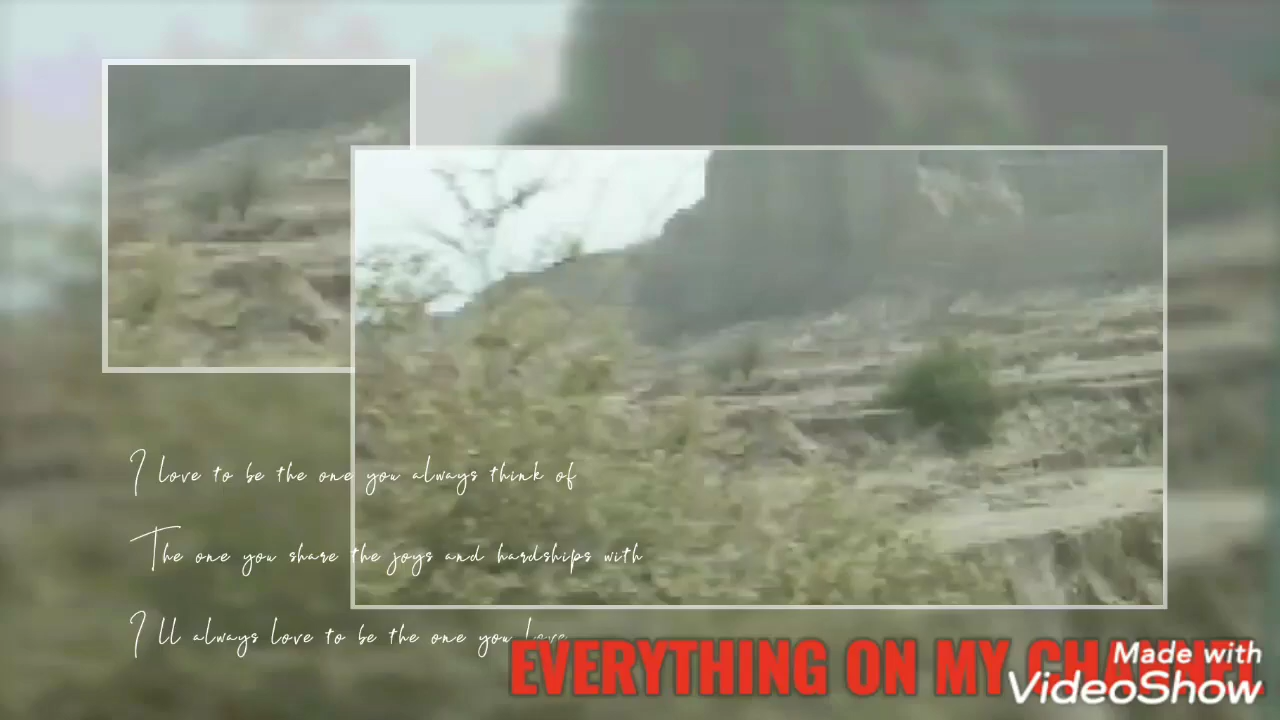 I love to be the one you always think of
The one you share the joys and hardships with
I ll always love to be the one you love
EVERYTHING ON MY CHANNEL
Made with
VideoShow